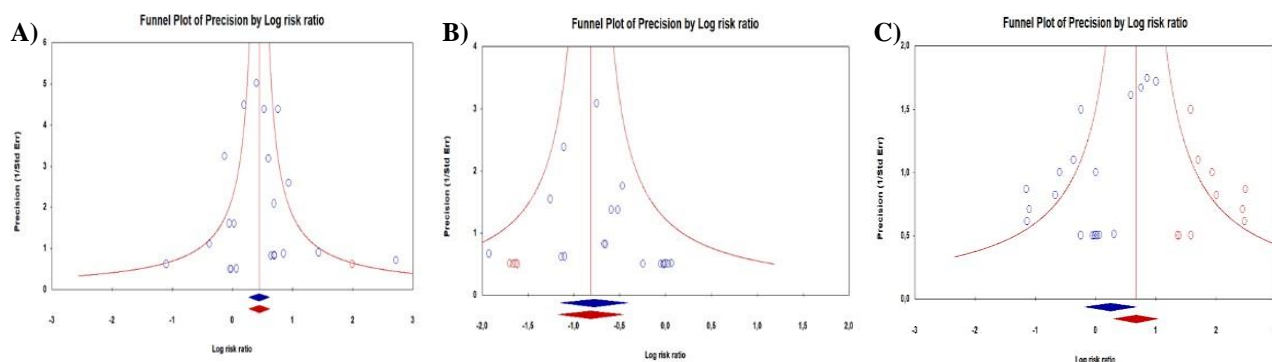 A)
Funnel Plot of Precision by Log risk ratio
Precision (1/Std Err)
6
5
4
3
2
1
0
-3 -2 -1 0 1 2 3
Log risk ratio
B)
Funnel Plot of Precision by Log risk ratio
Precision (1/Std Err)
4
3
2
1
0
-2,0 -1,5 -1,0 -0,5 0,0 0,5 1,0 1,5 2,0
Log risk ratio
C)
Funnel Plot of Precision by Log risk ratio
Precision (1/Std Err)
2,0
1,5
1,0
0,5
0,0
-3 -2 -1 0 1 2 3
Log risk ratio